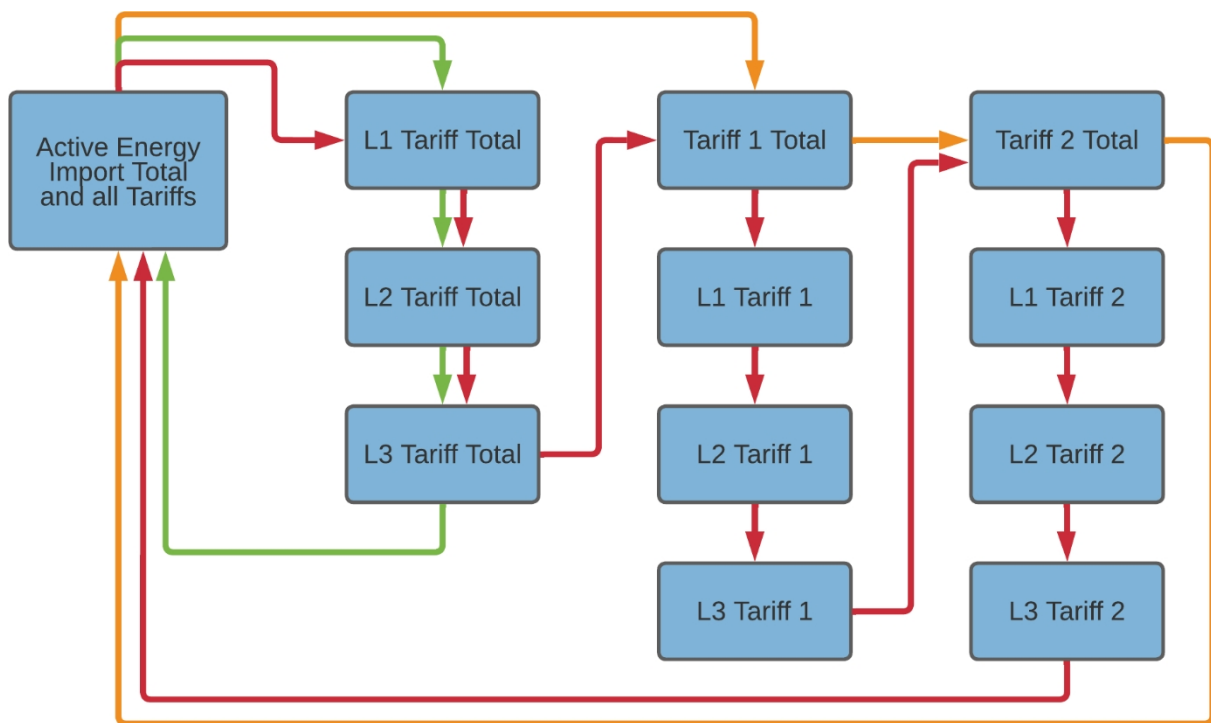 Active Energy
Import Total
and all Tariffs
L1 Tariff Total
Tariff 1 Total
Tariff 2 Total
L2 Tariff Total
L1 Tariff 1
L1 Tariff 2
L3 Tariff Total
L2 Tariff 1
L2 Tariff 2
L3 Tariff 1
L3 Tariff 2